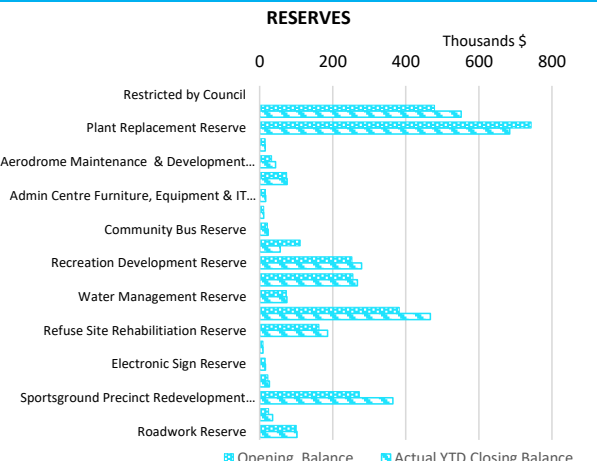 RESERVES
Thousands $
0 200 400 600 800
Restricted by Council
Plant Replacement Reserve
Aerodrome Maintenance & Development...
Admin Centre Furniture, Equipment & IT...
Community Bus Reserve
Recreation Development Reserve
Water Management Reserve
Refuse Site Rehabilitiation Reserve
Electronic Sign Reserve
Sportsground Precinct Redevelopment...
Roadwork Reserve
Opening Balance Actual YTD Closing Balance